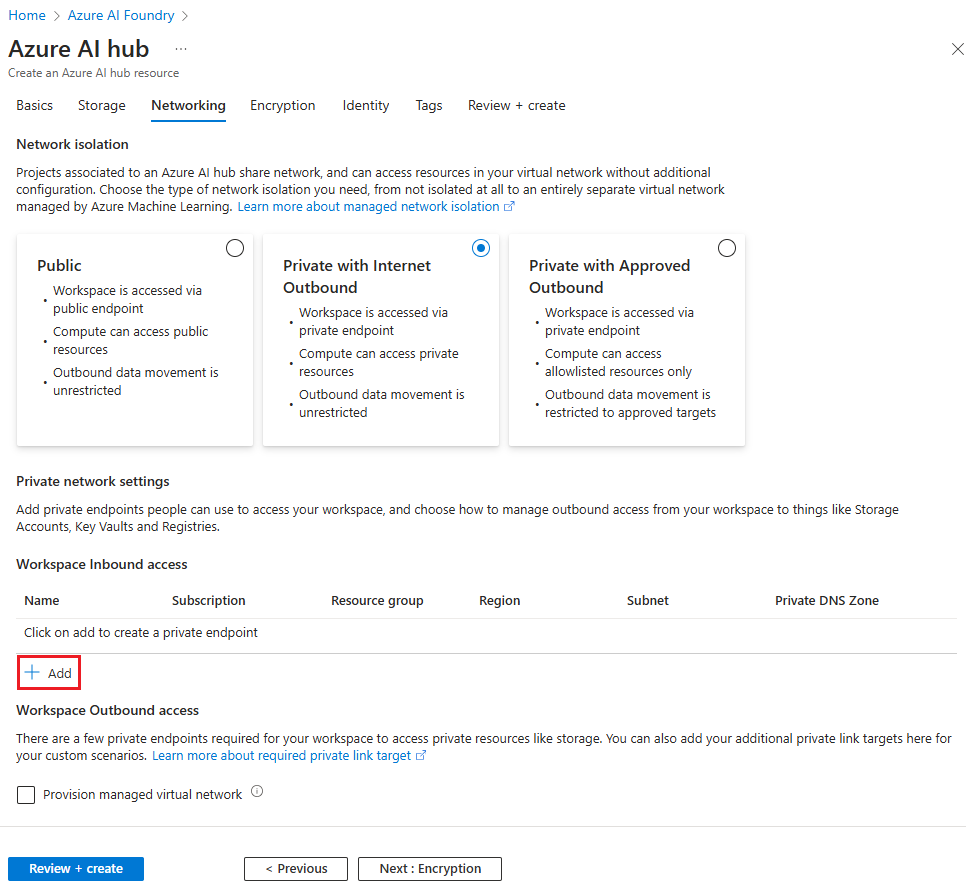 Home > Azure AI Foundry >
Azure AI hub ...
Create an Azure AI hub resource
Basics Storage Networking Encryption Identity Tags Review + create
Network isolation
Projects associated to an Azure AI hub share network, and can access resources in your virtual network without additional
configuration. Choose the type of network isolation you need, from not isolated at all to an entirely separate virtual network
managed by Azure Machine Learning. Learn more about managed network isolation
Public
• Workspace is accessed via
public endpoint
• Compute can access public
resources
• Outbound data movement is
unrestricted
Private with Internet
Outbound
• Workspace is accessed via
private endpoint
• Compute can access private
resources
• Outbound data movement is
unrestricted
Private with Approved
Outbound
• Workspace is accessed via
private endpoint
• Compute can access
allowlisted resources only
• Outbound data movement is
restricted to approved targets
Private network settings
Add private endpoints people can use to access your workspace, and choose how to manage outbound access from your workspace to things like Storage
Accounts, Key Vaults and Registries.
Workspace Inbound access
Name Subscription Resource group Region Subnet Private DNS Zone
Click on add to create a private endpoint
+ Add
Workspace Outbound access
There are a few private endpoints required for your workspace to access private resources like storage. You can also add your additional private link targets here for
your custom scenarios. Learn more about required private link target
Provision managed virtual network
Review + create < Previous Next : Encryption